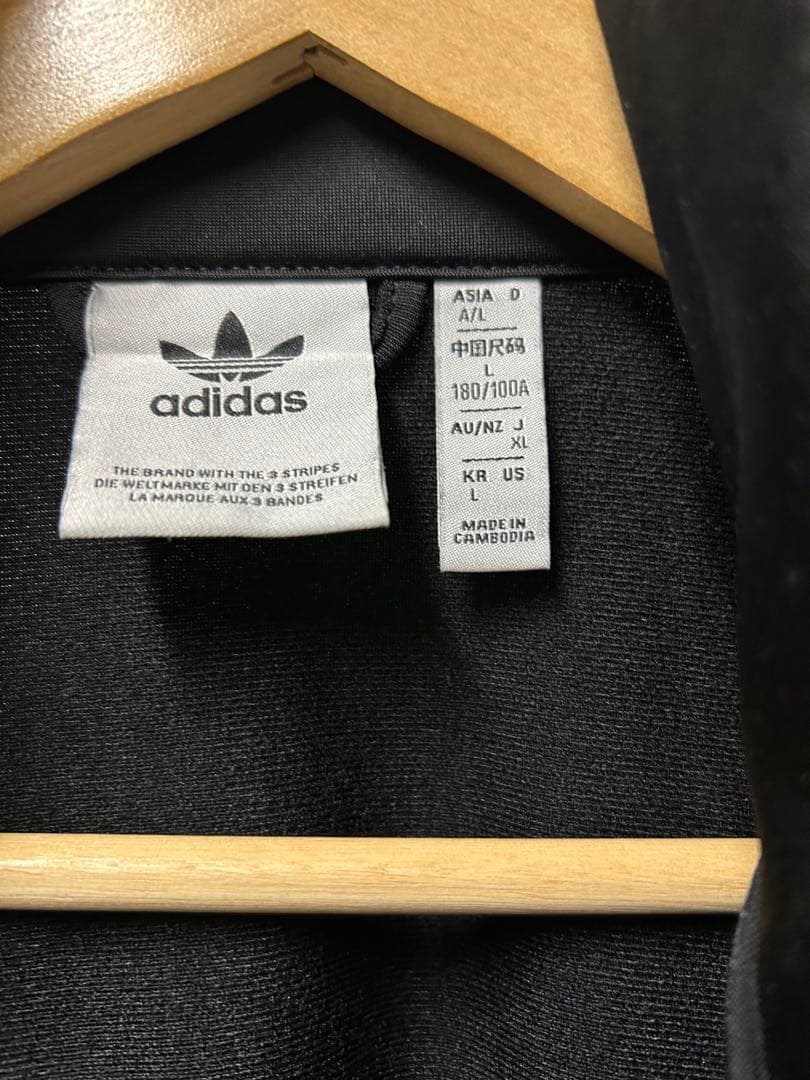 adidas
THE BRAND WITH THE 3 STRIPES
DIE WELTMARKE MIT DEN 3 STREIFEN
LA MARQUE AUX 3 BANDES
ASIA D
A/L
中国尺码
L
180/100A
AU/NZ J
XL
KR US
L
MADE IN
CAMBODIA